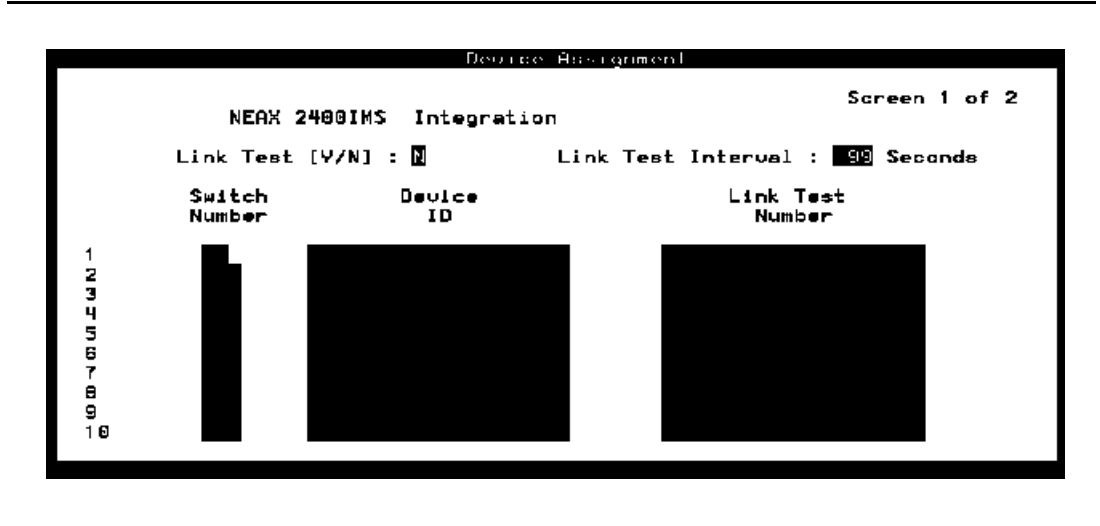 Device Assignment
Screen 1 of 2
NEAX 2400IMS Integration
Link Test [Y/N] : N Link Test Interval : 99 Seconds
Switch Device Link Test
Number ID Number
1
2
3
4
5
6
7
8
9
10